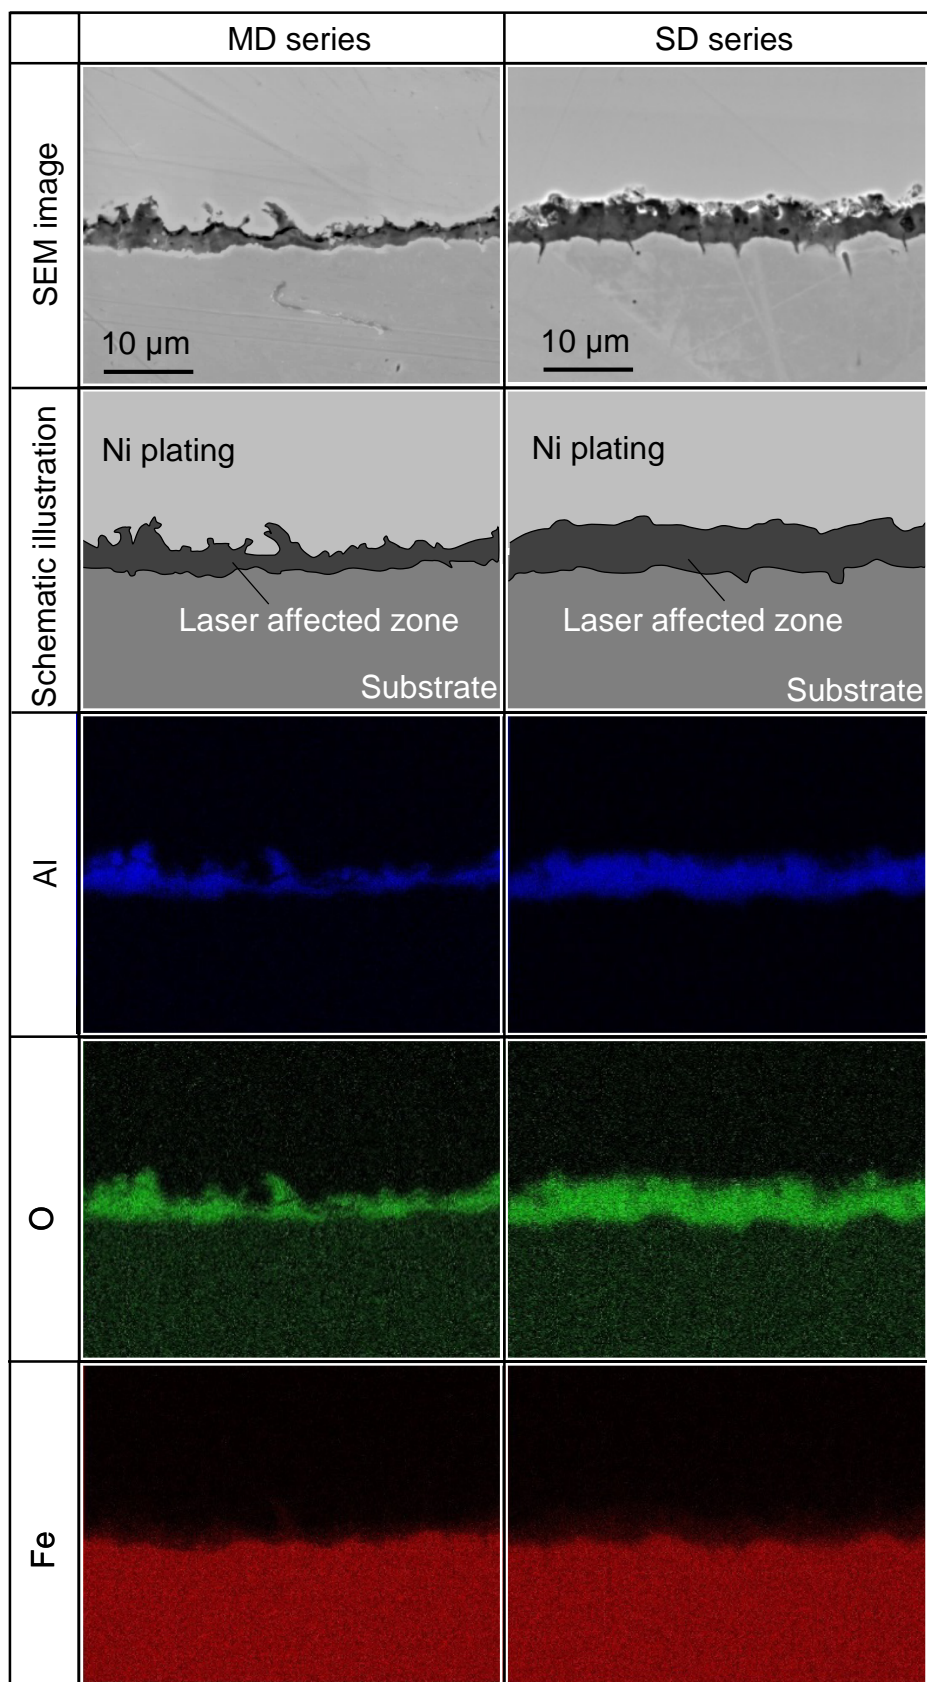 MD series
SD series
SEM image
10 µm
10 µm
Schematic illustration
Ni plating
Laser affected zone
Substrate
Ni plating
Laser affected zone
Substrate
Al
O
Fe